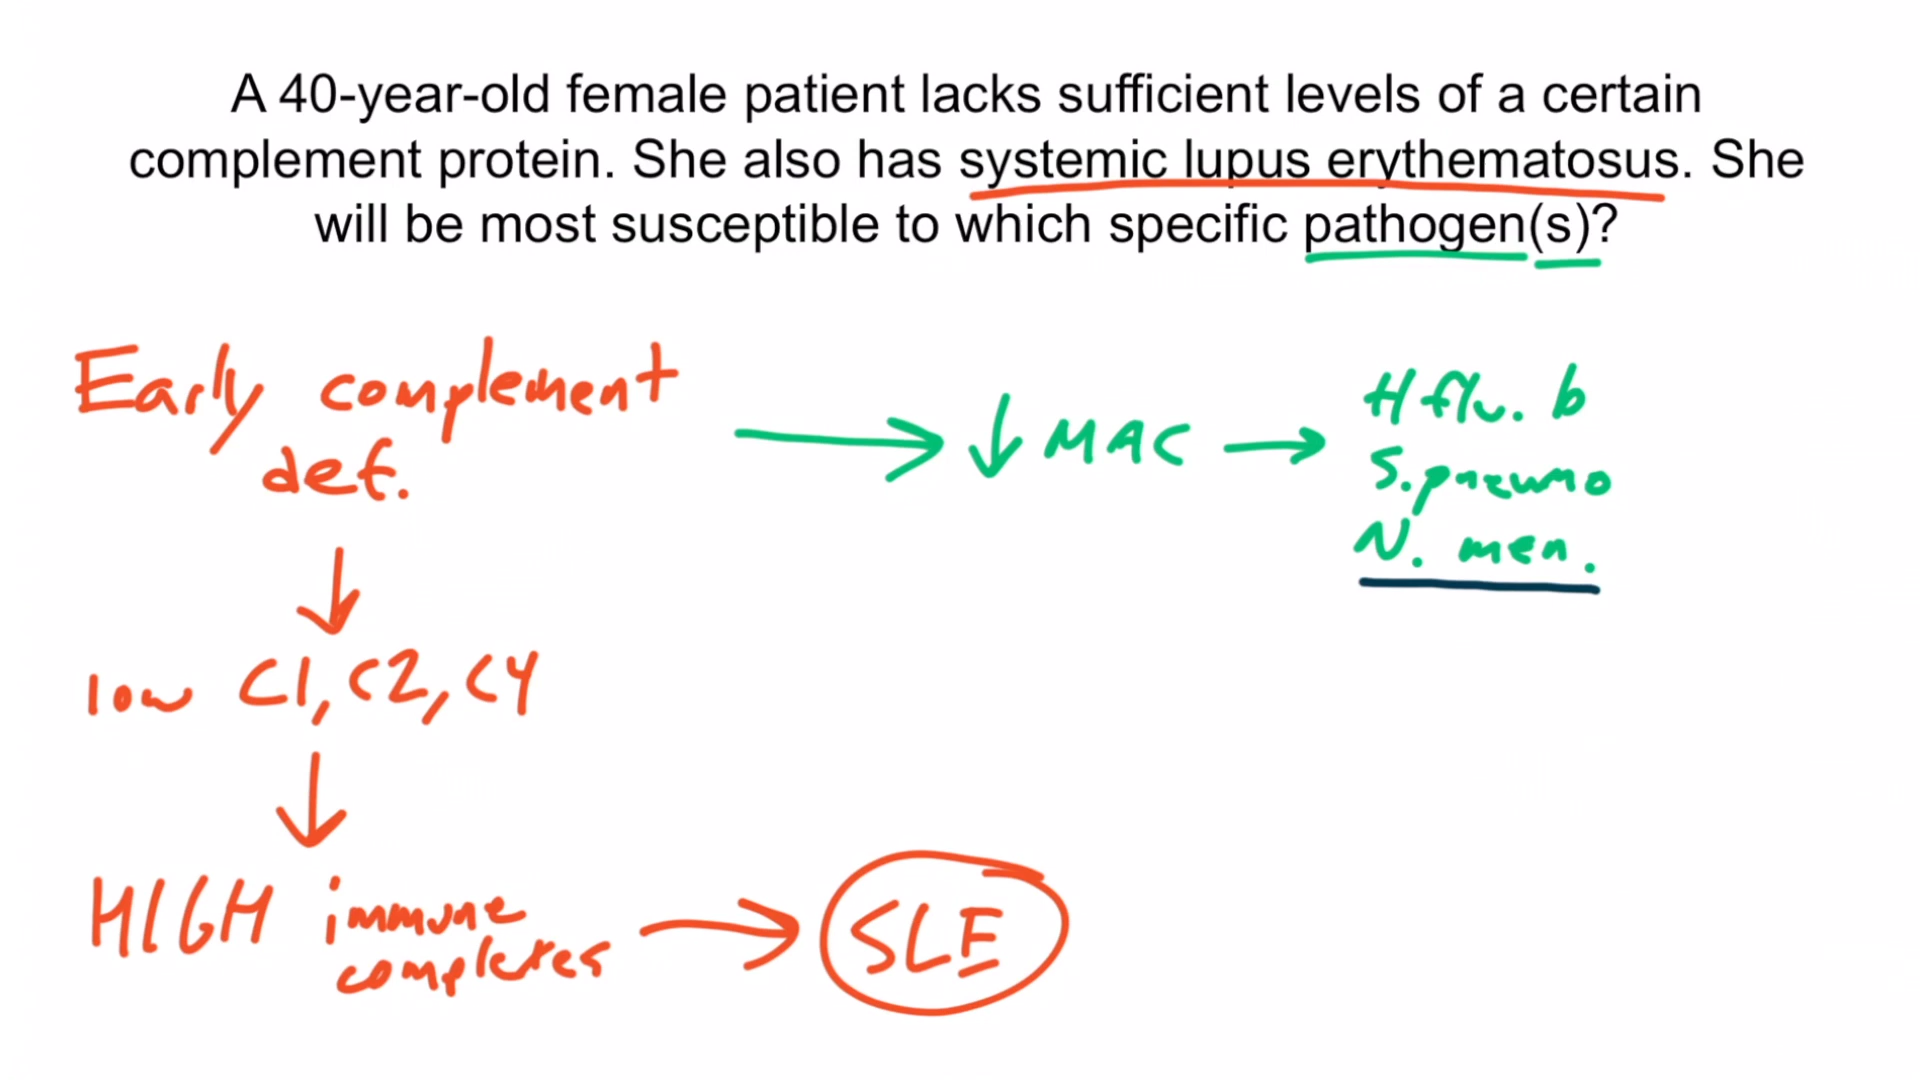 A 40-year-old female patient lacks sufficient levels of a certain
complement protein. She also has systemic lupus erythematosus. She
will be most susceptible to which specific pathogen(s)?
Early complement
def.
↓ MAC
H flu. b
S. pneumo
N. men.
low C1, C2, C4
HIGH immune
complexes
SLE